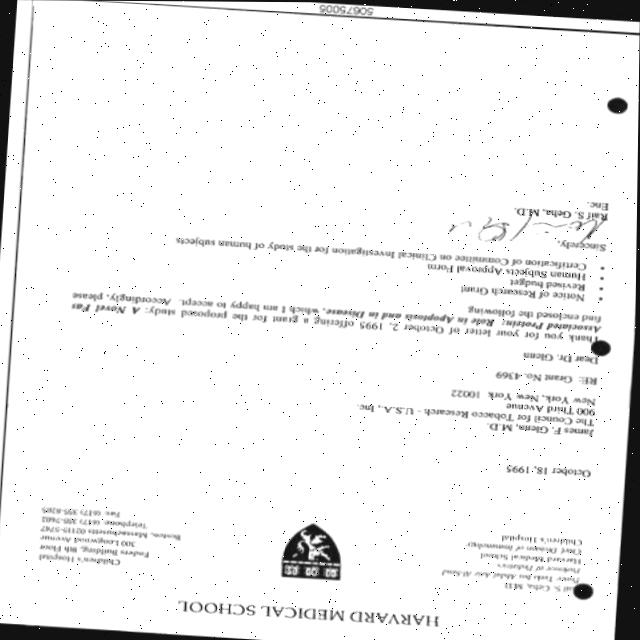 HARVARD MEDICAL SCHOOL
Raif S. Geha, M.D.
Professor of Pediatrics
Harvard Medical School
Chief, Division of Immunology
Children's Hospital
Children's Hospital
Enders Building, 8th Floor
300 Longwood Avenue
Boston, Massachusetts 02115-5747
Telephone: (617) 355-7602
Fax: (617) 355-8205
October 18, 1995
James F. Glenn, M.D.
The Council for Tobacco Research - U.S.A., Inc.
900 Third Avenue
New York, New York 10022
RE: Grant No. 4369
Dear Dr. Glenn
Thank you for your letter of October 2, 1995 offering a grant for the proposed study: A Novel Fas
Associated Protein: Role in Apoptosis and in Disease, which I am happy to accept. Accordingly, please
find enclosed the following
• Notice of Research Grant
• Revised budget
• Human Subjects Approval Form
• Certification of Committee on Clinical Investigation for the study of human subjects
Sincerely,
Raif S. Geha, M.D.
Enc.
50675005